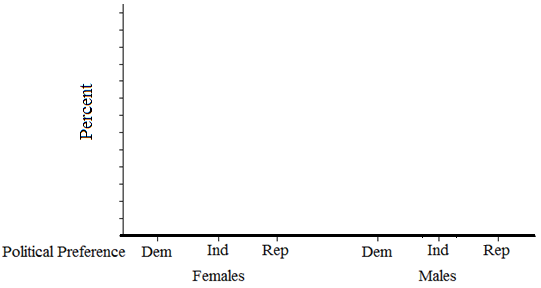 Percent
Political Preference Dem Ind Rep Dem Ind Rep
Females Males